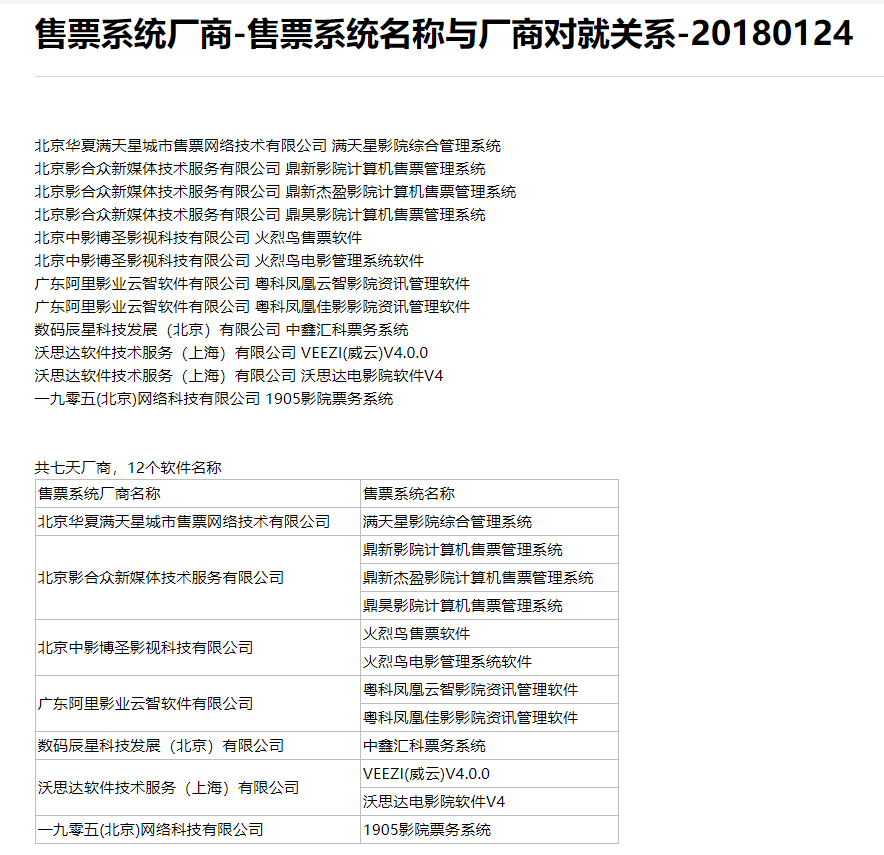 售票系统厂商-售票系统名称与厂商对就关系-20180124
北京华夏满天星城市售票网络技术有限公司 满天星影院综合管理系统
北京影合众新媒体技术服务有限公司 鼎新影院计算机售票管理系统
北京影合众新媒体技术服务有限公司 鼎新杰盈影院计算机售票管理系统
北京影合众新媒体技术服务有限公司 鼎昊影院计算机售票管理系统
北京中影博圣影视科技有限公司 火烈鸟售票软件
北京中影博圣影视科技有限公司 火烈鸟电影管理系统软件
广东阿里影业云智软件有限公司 粤科凤凰云智影院资讯管理软件
广东阿里影业云智软件有限公司 粤科凤凰佳影影院资讯管理软件
数码辰星科技发展（北京）有限公司 中鑫汇科票务系统
沃思达软件技术服务（上海）有限公司 VEEZI(威云)V4.0.0
沃思达软件技术服务（上海）有限公司 沃思达电影院软件V4
一九零五(北京)网络科技有限公司 1905影院票务系统
共七天厂商，12个软件名称
售票系统厂商名称 售票系统名称
北京华夏满天星城市售票网络技术有限公司 满天星影院综合管理系统
鼎新影院计算机售票管理系统
北京影合众新媒体技术服务有限公司 鼎新杰盈影院计算机售票管理系统
鼎昊影院计算机售票管理系统
北京中影博圣影视科技有限公司 火烈鸟售票软件
火烈鸟电影管理系统软件
广东阿里影业云智软件有限公司 粤科凤凰云智影院资讯管理软件
粤科凤凰佳影影院资讯管理软件
数码辰星科技发展（北京）有限公司 中鑫汇科票务系统
沃思达软件技术服务（上海）有限公司 VEEZI(威云)V4.0.0
沃思达电影院软件V4
一九零五(北京)网络科技有限公司 1905影院票务系统